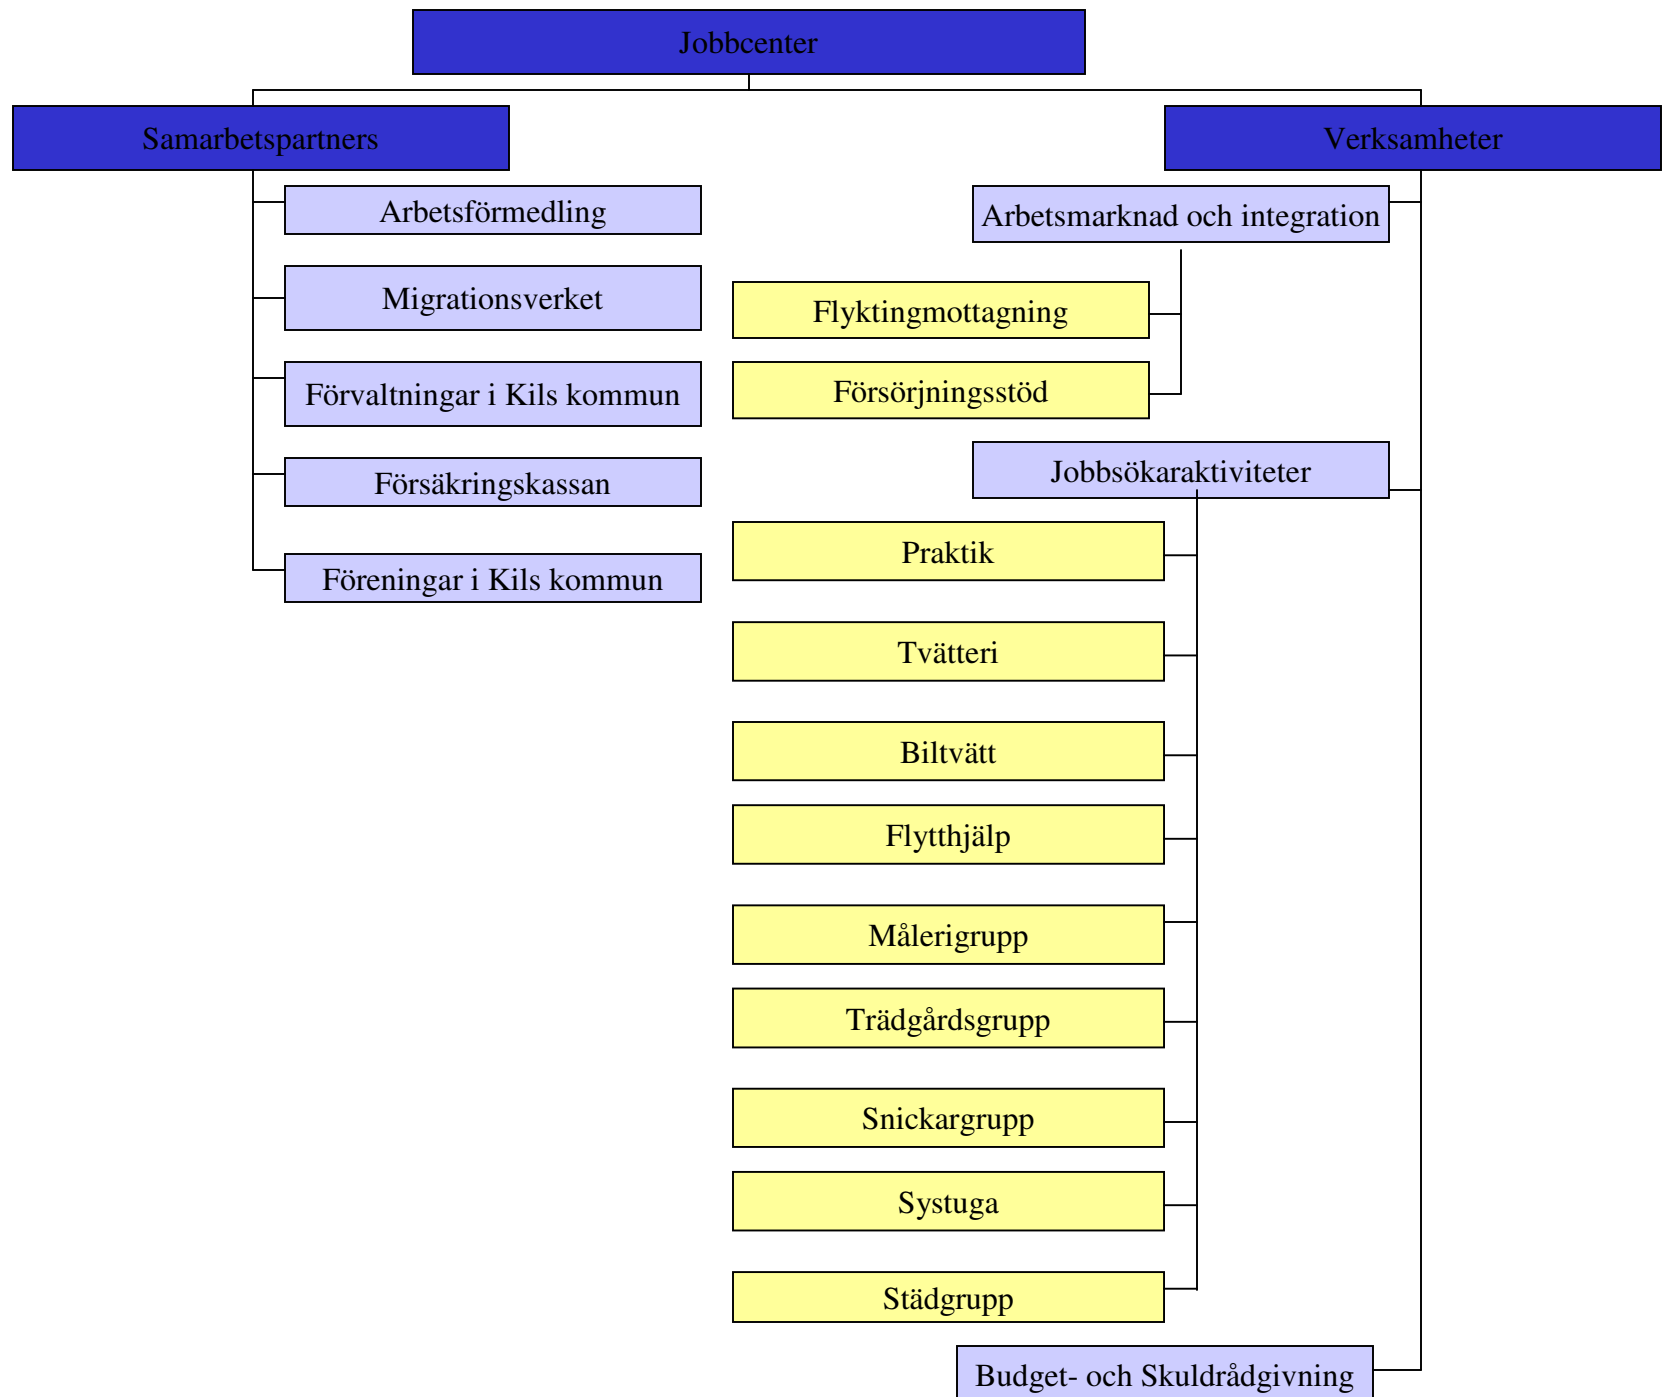 Jobbcenter
Samarbetspartners
Verksamheter
Arbetsförmedling
Migrationsverket
Förvaltningar i Kils kommun
Försäkringskassan
Föreningar i Kils kommun
Arbetsmarknad och integration
Flyktingmottagning
Försörjningsstöd
Jobbsökaraktiviteter
Praktik
Tvätteri
Biltvätt
Flytthjälp
Målerigrupp
Trädgårdsgrupp
Snickargrupp
Systuga
Städgrupp
Budget- och Skuldrådgivning